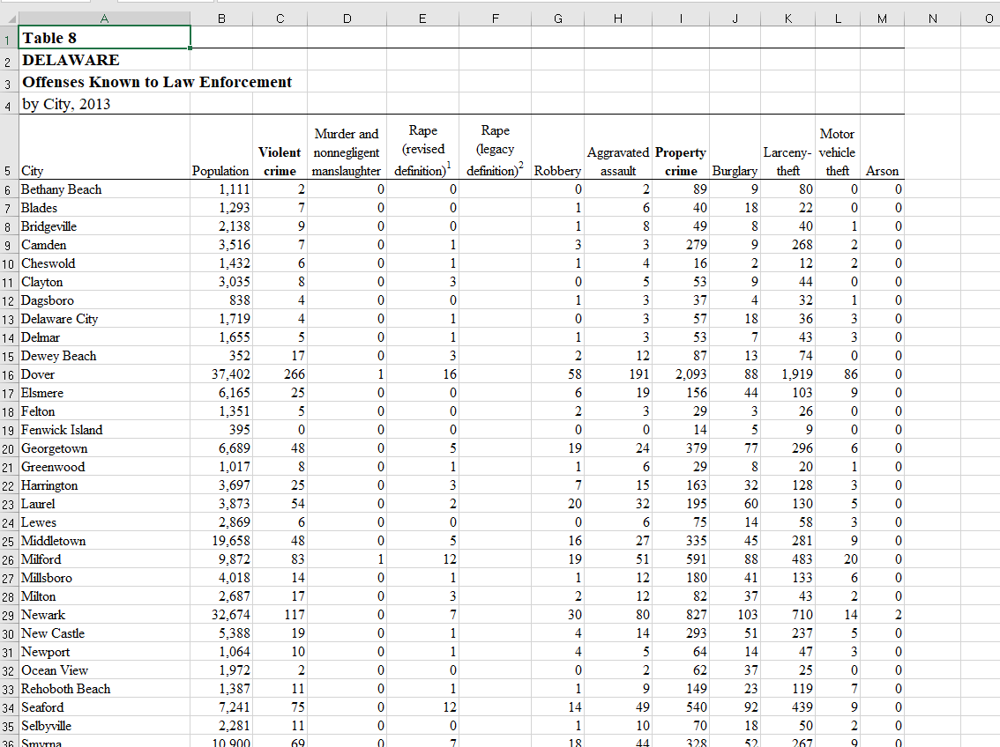 A B C D E F G H I J K L M N O
1 Table 8
2 DELAWARE
3 Offenses Known to Law Enforcement
4 by City, 2013
5 City Population Violent crime Murder and nonnegligent manslaughter Rape (revised definition)1 Rape (legacy definition)2 Robbery Aggravated assault Property crime Burglary Larceny-theft Motor vehicle theft Arson
6 Bethany Beach 1,111 2 0 0 0 2 89 9 80 0 0
7 Blades 1,293 7 0 0 1 6 40 18 22 0 0
8 Bridgeville 2,138 9 0 0 1 8 49 8 40 1 0
9 Camden 3,516 7 0 1 3 3 279 9 268 2 0
10 Cheswold 1,432 6 0 1 1 4 16 2 12 2 0
11 Clayton 3,035 8 0 3 0 5 53 9 44 0 0
12 Dagsboro 838 4 0 0 1 3 37 4 32 1 0
13 Delaware City 1,719 4 0 1 0 3 57 18 36 3 0
14 Delmar 1,655 5 0 1 1 3 53 7 43 3 0
15 Dewey Beach 352 17 0 3 2 12 87 13 74 0 0
16 Dover 37,402 266 1 16 58 191 2,093 88 1,919 86 0
17 Elsmere 6,165 25 0 0 6 19 156 44 103 9 0
18 Felton 1,351 5 0 0 2 3 29 3 26 0 0
19 Fenwick Island 395 0 0 0 0 0 14 5 9 0 0
20 Georgetown 6,689 48 0 5 19 24 379 77 296 6 0
21 Greenwood 1,017 8 0 1 1 6 29 8 20 1 0
22 Harrington 3,697 25 0 3 7 15 163 32 128 3 0
23 Laurel 3,873 54 0 2 20 32 195 60 130 5 0
24 Lewes 2,869 6 0 0 0 6 75 14 58 3 0
25 Middletown 19,658 48 0 5 16 27 335 45 281 9 0
26 Milford 9,872 83 1 12 19 51 591 88 483 20 0
27 Millsboro 4,018 14 0 1 1 12 180 41 133 6 0
28 Milton 2,687 17 0 3 2 12 82 37 43 2 0
29 Newark 32,674 117 0 7 30 80 827 103 710 14 2
30 New Castle 5,388 19 0 1 4 14 293 51 237 5 0
31 Newport 1,064 10 0 1 4 5 64 14 47 3 0
32 Ocean View 1,972 2 0 0 0 2 62 37 25 0 0
33 Rehoboth Beach 1,387 11 0 1 1 9 149 23 119 7 0
34 Seaford 7,241 75 0 12 14 49 540 92 439 9 0
35 Selbyville 2,281 11 0 0 1 10 70 18 50 2 0
36 Smyrna 10,900 69 0 7 18 44 328 52 267 9 0